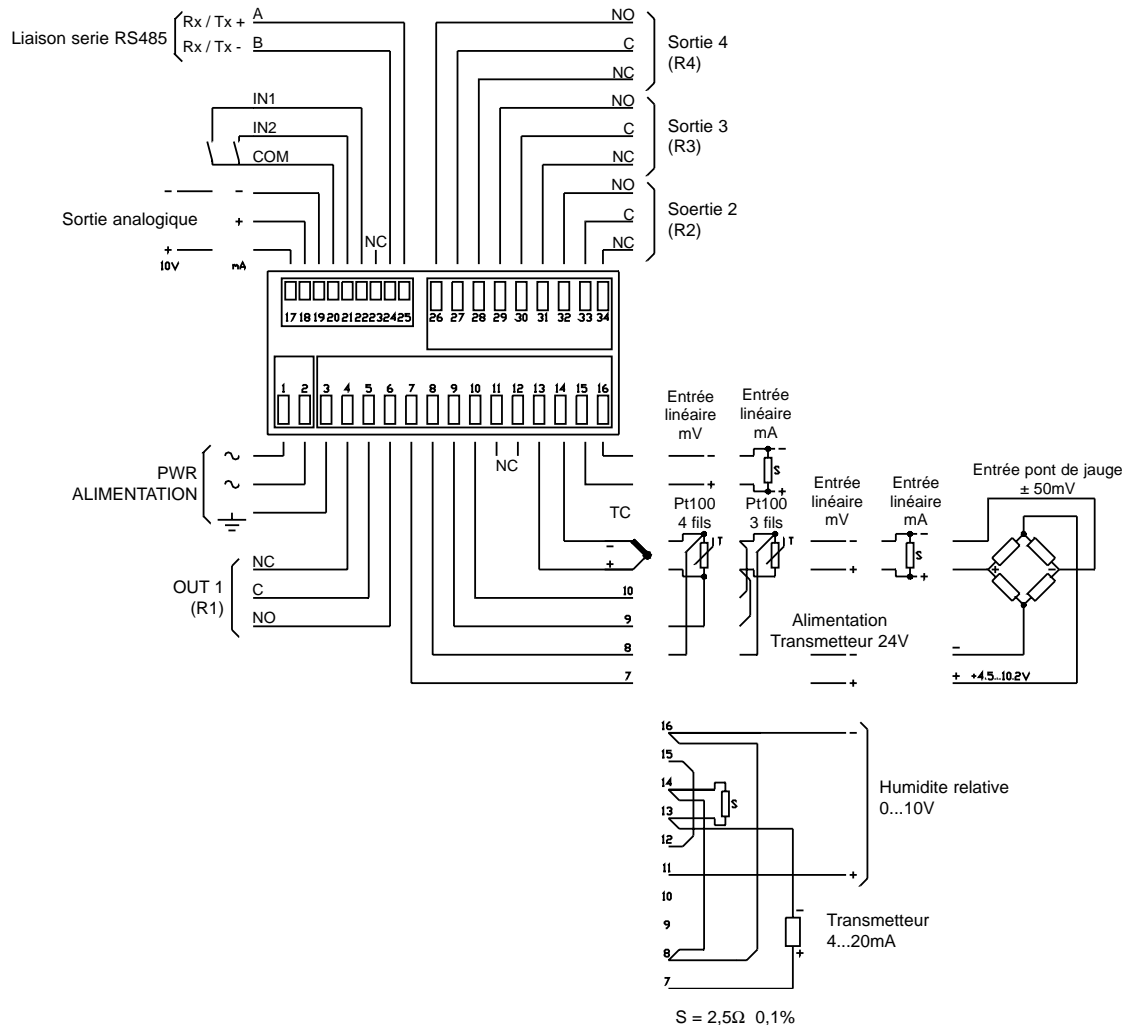 Liaison serie RS485
Rx / Tx + A
Rx / Tx - B
IN1
IN2
COM
- -
Sortie analogique +
+ NC
10V mA
NO
C
NC
Sortie 4
(R4)
NO
C
NC
Sortie 3
(R3)
NO
C
NC
Soertie 2
(R2)
17 18 19 20 21 22 23 24 25
26 27 28 29 30 31 32 33 34
1 2 3 4 5 6 7 8 9 10 11 12 13 14 15 16
PWR
ALIMENTATION
NC
NC
C
NO
OUT 1
(R1)
Entrée
linéaire
mV
-
+
Entrée
linéaire
mA
-
S
+
TC
-
+
Pt100
4 fils
T
Pt100
3 fils
T
Entrée
linéaire
mV
-
+
Entrée
linéaire
mA
-
S
+
Entrée pont de jauge
± 50mV
+ -
10
9
8
7
Alimentation
Transmetteur 24V
-
+
-
+ +4.5...10.2V
16
15
14
13
12
11
10
9
8
7
S
-
+
Humidite relative
0...10V
-
+
Transmetteur
4...20mA
S = 2,5Ω 0,1%